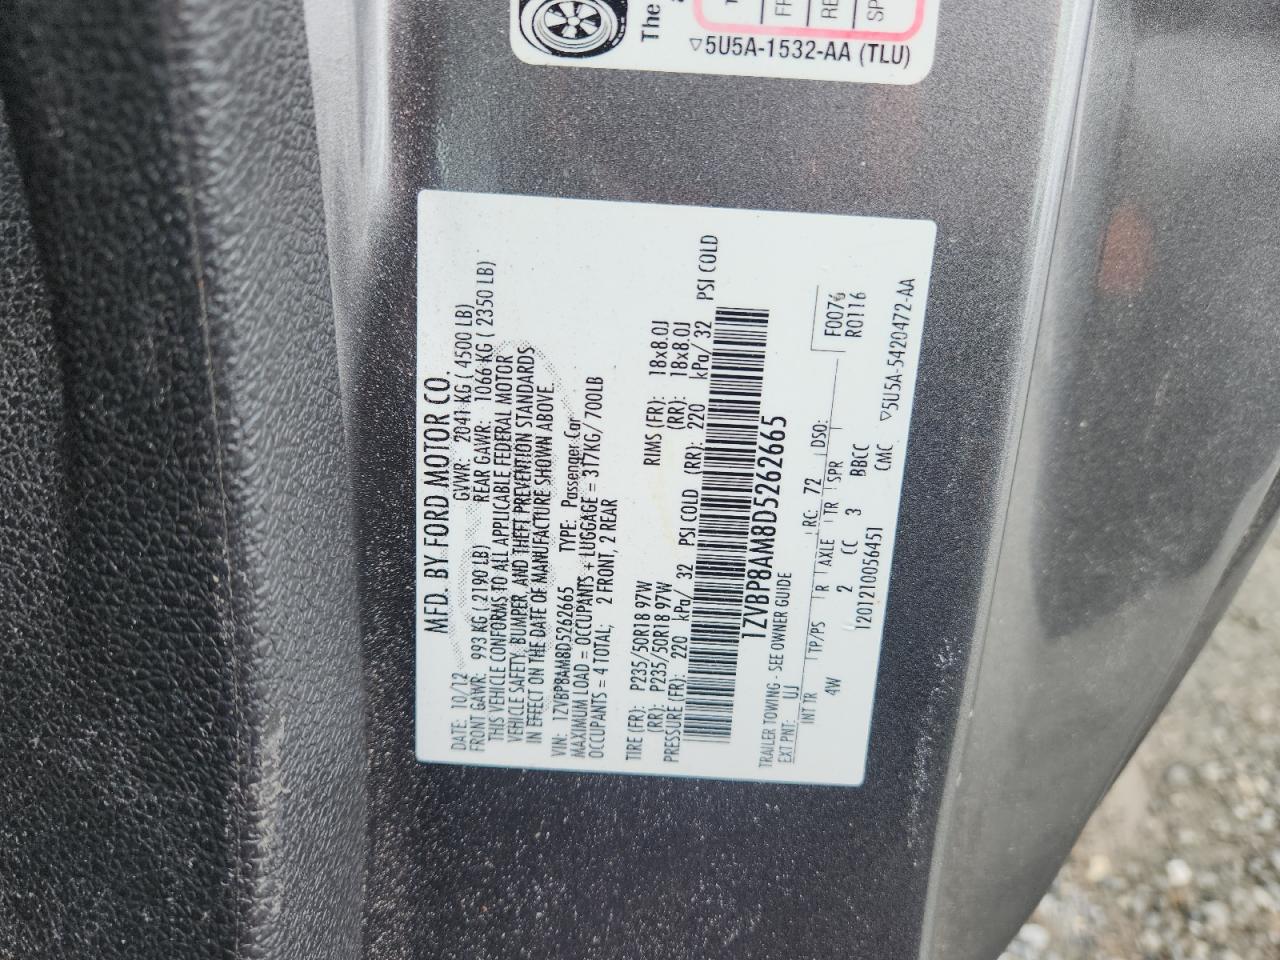 The
FR
RE
SP
▽5U5A-1532-AA (TLU)
MFD. BY FORD MOTOR CO.
DATE: 10/12 GVWR: 2041 KG ( 4500 LB)
FRONT GAWR: 993 KG ( 2190 LB) REAR GAWR: 1066 KG ( 2350 LB)
THIS VEHICLE CONFORMS TO ALL APPLICABLE FEDERAL MOTOR
VEHICLE SAFETY, BUMPER, AND THEFT PREVENTION STANDARDS
IN EFFECT ON THE DATE OF MANUFACTURE SHOWN ABOVE.
VIN: 1ZVBP8AM8D5262665 TYPE: Passenger Car
MAXIMUM LOAD = OCCUPANTS + LUGGAGE = 317KG/700LB
OCCUPANTS = 4 TOTAL; 2 FRONT, 2 REAR
TIRE (FR): P235/50R18 97W RIMS (FR): 18x8.0J
(RR): P235/50R18 97W (RR): 18x8.0J
PRESSURE (FR): 220 kPa/ 32 PSI COLD (RR): 220 kPa/ 32 PSI COLD
1ZVBP8AM8D5262665
TRAILER TOWING - SEE OWNER GUIDE
EXT PNT: UJ RC: 72 DSO: F0076
R0116
INT TR TP/PS R AXLE TR SPR
4W 2 CC 3 BBCC
CMC
1201210056451 ▽5U5A-5420472-AA